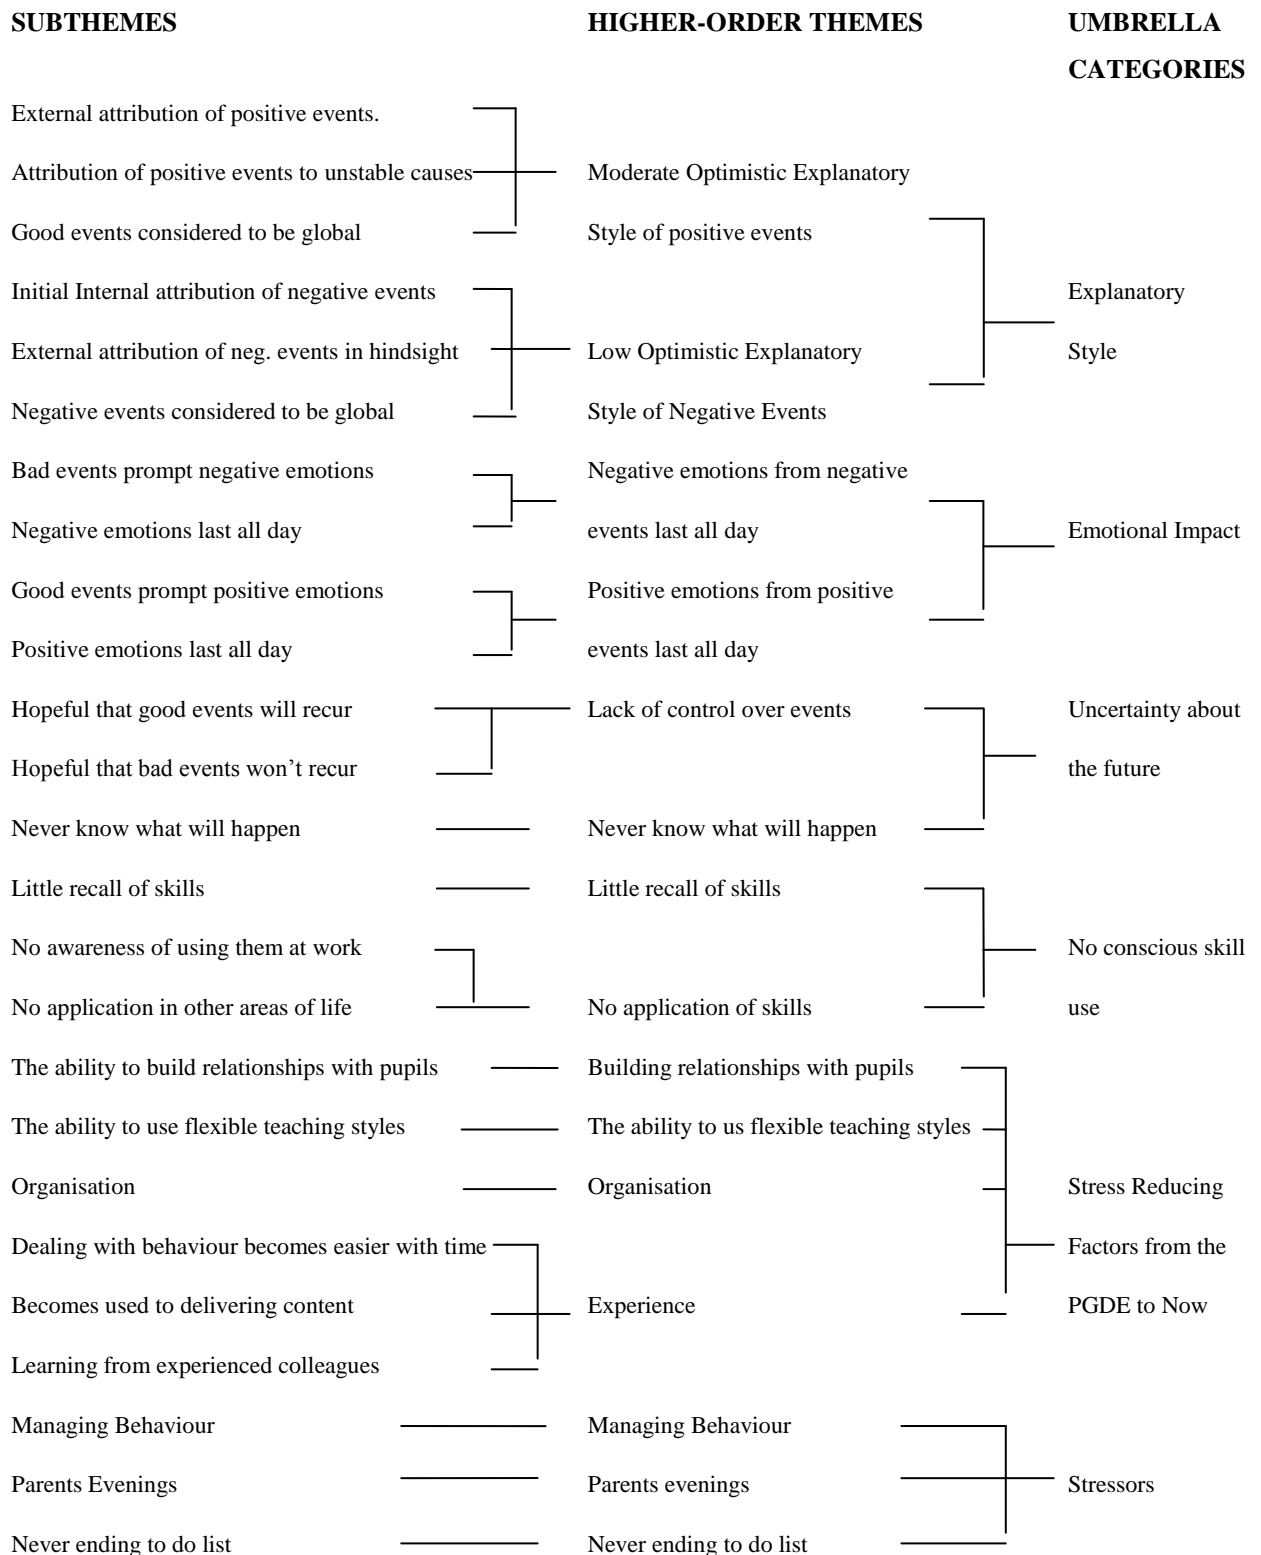 SUBTHEMES HIGHER-ORDER THEMES UMBRELLA
CATEGORIES
External attribution of positive events.
Attribution of positive events to unstable causes Moderate Optimistic Explanatory
Good events considered to be global Style of positive events
Initial Internal attribution of negative events Explanatory
External attribution of neg. events in hindsight Low Optimistic Explanatory Style
Negative events considered to be global Style of Negative Events
Bad events prompt negative emotions Negative emotions from negative
Negative emotions last all day events last all day Emotional Impact
Good events prompt positive emotions Positive emotions from positive
Positive emotions last all day events last all day
Hopeful that good events will recur Lack of control over events Uncertainty about
Hopeful that bad events won’t recur the future
Never know what will happen Never know what will happen
Little recall of skills Little recall of skills
No awareness of using them at work No conscious skill
No application in other areas of life No application of skills use
The ability to build relationships with pupils Building relationships with pupils
The ability to use flexible teaching styles The ability to us flexible teaching styles
Organisation Organisation Stress Reducing
Dealing with behaviour becomes easier with time Factors from the
Becomes used to delivering content Experience PGDE to Now
Learning from experienced colleagues
Managing Behaviour Managing Behaviour
Parents Evenings Parents evenings Stressors
Never ending to do list Never ending to do list